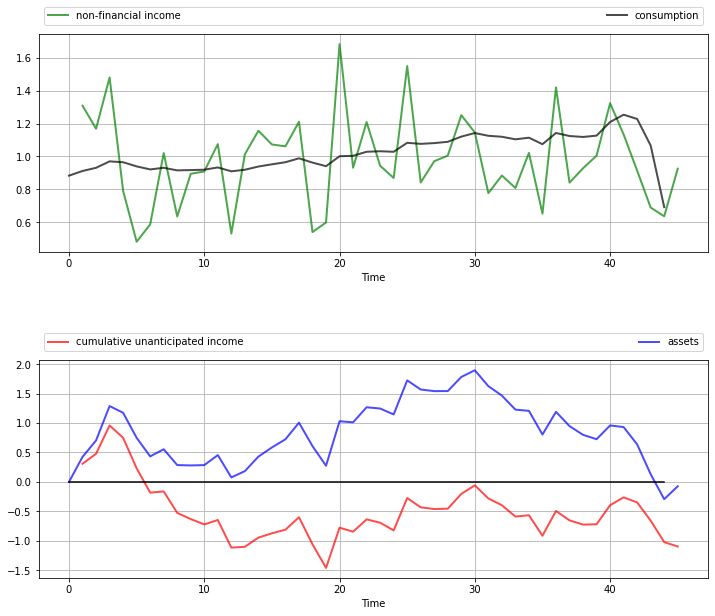 non-financial income consumption
1.6
1.4
1.2
1.0
0.8
0.6
0 10 20 30 40
Time
cumulative unanticipated income assets
2.0
1.5
1.0
0.5
0.0
−0.5
−1.0
−1.5
0 10 20 30 40
Time